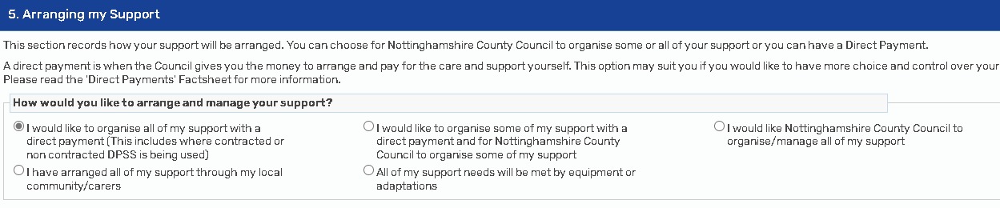 5. Arranging my Support
This section records how your support will be arranged. You can choose for Nottinghamshire County Council to organise some or all of your support or you can have a Direct Payment.
A direct payment is when the Council gives you the money to arrange and pay for the care and support yourself. This option may suit you if you would like to have more choice and control over your
Please read the 'Direct Payments' Factsheet for more information.
How would you like to arrange and manage your support?
I would like to organise all of my support with a
direct payment (This includes where contracted or
non contracted DPSS is being used)
I would like to organise some of my support with a
direct payment and for Nottinghamshire County
Council to organise some of my support
I would like Nottinghamshire County Council to
organise/manage all of my support
I have arranged all of my support through my local
community/carers
All of my support needs will be met by equipment or
adaptations